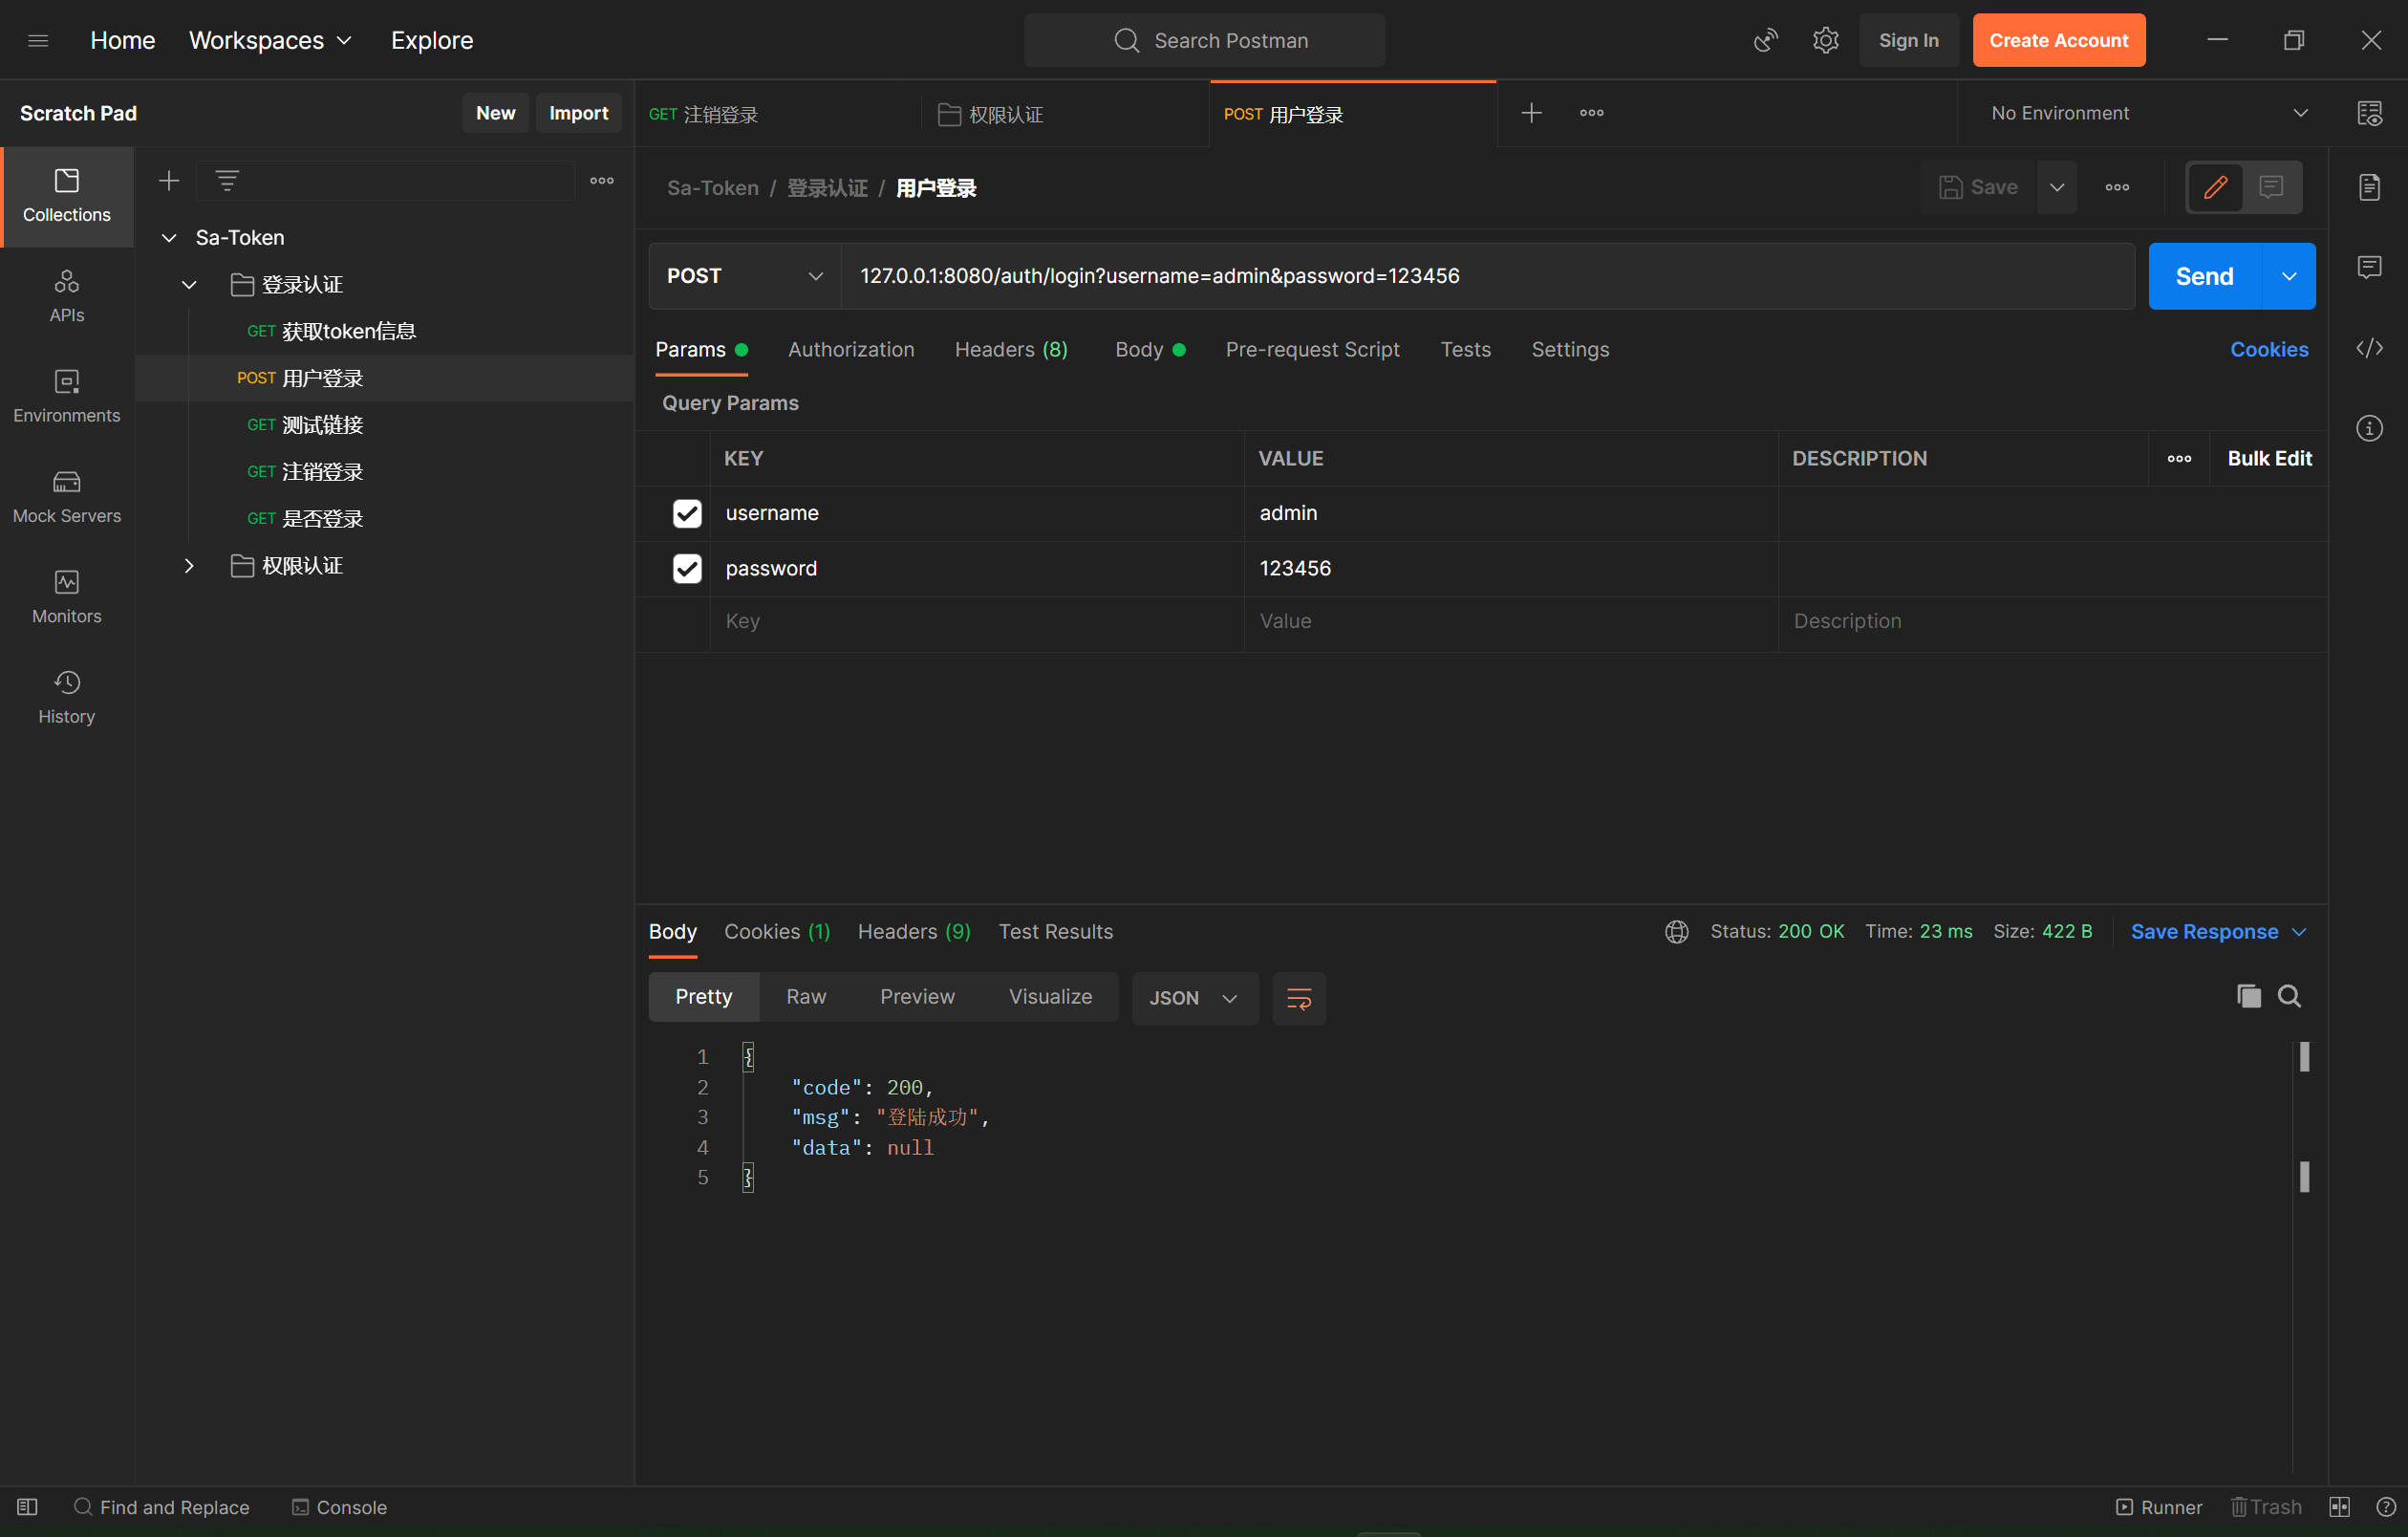 Home Workspaces Explore Search Postman Sign In Create Account
Scratch Pad New Import GET 注销登录 权限认证 POST 用户登录 No Environment
Collections
APIs
Environments
Mock Servers
Monitors
History
Sa-Token
登录认证
GET 获取token信息
POST 用户登录
GET 测试链接
GET 注销登录
GET 是否登录
权限认证
Sa-Token / 登录认证 / 用户登录 Save
POST 127.0.0.1:8080/auth/login?username=admin&password=123456 Send
Params Authorization Headers (8) Body Pre-request Script Tests Settings Cookies
Query Params
KEY VALUE DESCRIPTION Bulk Edit
username admin
password 123456
Key Value Description
Body Cookies (1) Headers (9) Test Results Status: 200 OK Time: 23 ms Size: 422 B Save Response
Pretty Raw Preview Visualize JSON
1 {
2 "code": 200,
3 "msg": "登陆成功",
4 "data": null
5 }
Find and Replace Console Runner Trash